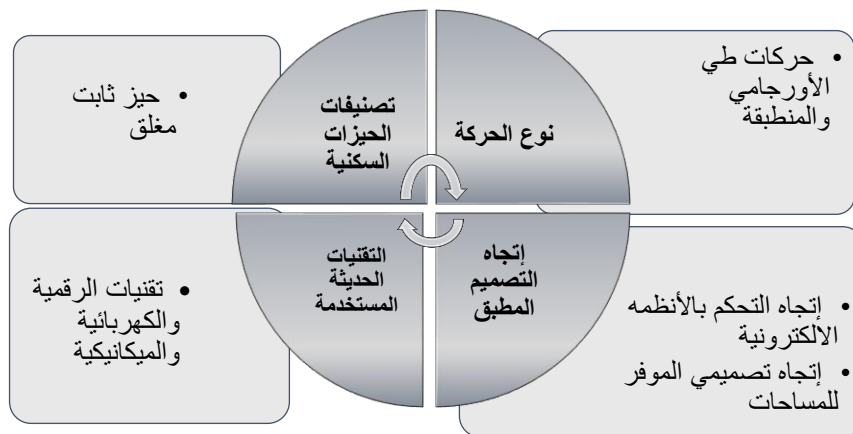 • حركات طي
الأورجامي
والمنطبقة
نوع الحركة
تصنيفات
الحيزات
السكنية
• حيز ثابت
مغلق
إتجاه
التصميم
المطبق
• إتجاه التحكم بالأنظمه
الالكترونية
• إتجاه تصميمي الموفر
للمساحات
التقنيات
الحديثة
المستخدمة
• تقنيات الرقمية
والكهربائية
والميكانيكية